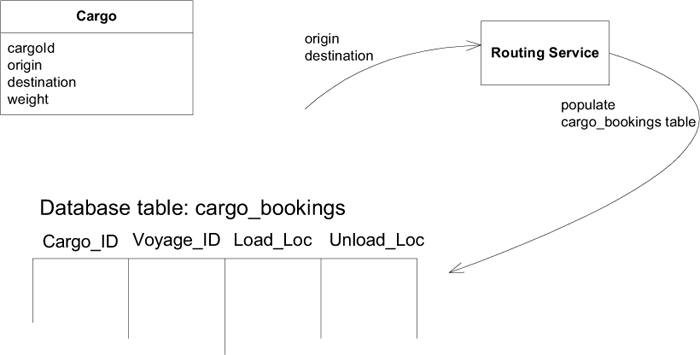 Cargo
cargoId
origin
destination
weight
origin
destination
Routing Service
populate
cargo_bookings table
Database table: cargo_bookings
Cargo_ID Voyage_ID Load_Loc Unload_Loc